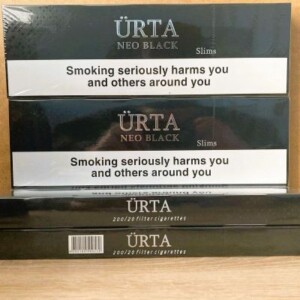 ÜRTA
NEO BLACK
Slims
Smoking seriously harms you
and others around you
ÜRTA
NEO BLACK
Slims
Smoking seriously harms you
and others around you
ÜRTA
200/20 filter cigarettes
ÜRTA
200/20 filter cigarettes